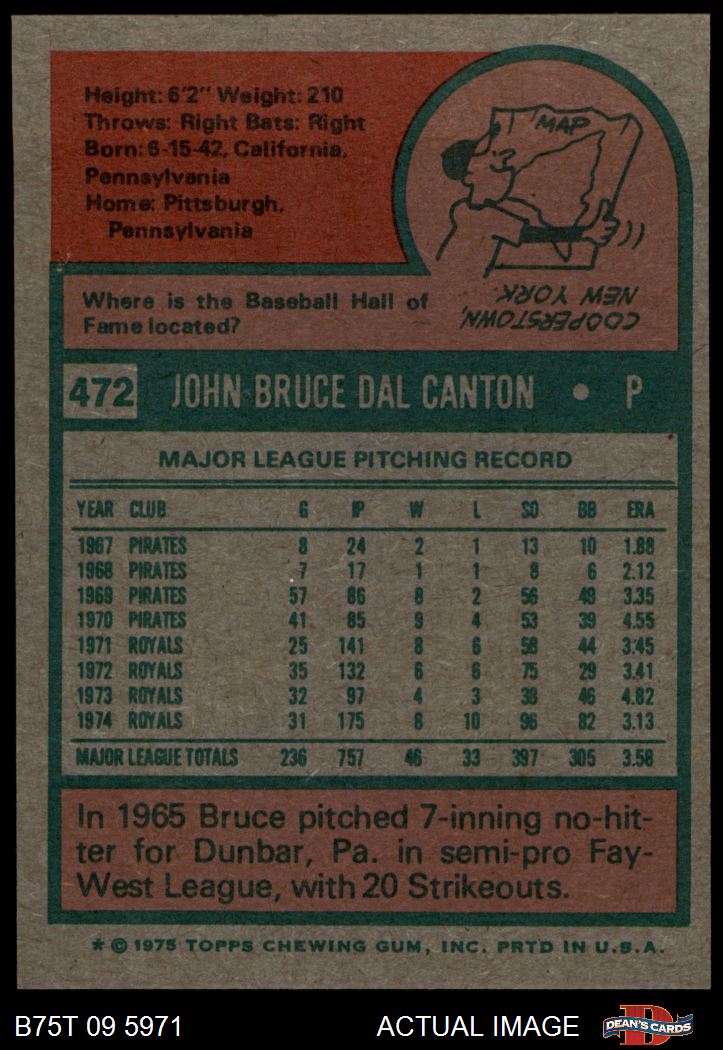 Height: 6'2" Weight: 210
Throws: Right Bats: Right
Born: 6-15-42, California,
Pennsylvania
Home: Pittsburgh,
Pennsylvania
MAP
Where is the Baseball Hall of
Fame located?
COOPERSTOWN,
NEW YORK.
472 JOHN BRUCE DAL CANTON • P
MAJOR LEAGUE PITCHING RECORD
YEAR CLUB G IP W L SO BB ERA
1967 PIRATES 8 24 2 1 13 10 1.88
1968 PIRATES 7 17 1 1 8 6 2.12
1969 PIRATES 57 86 8 2 56 49 3.35
1970 PIRATES 41 85 9 4 53 39 4.55
1971 ROYALS 25 141 8 6 58 44 3.45
1972 ROYALS 35 132 6 6 75 29 3.41
1973 ROYALS 32 97 4 3 38 46 4.82
1974 ROYALS 31 175 8 10 96 82 3.13
MAJOR LEAGUE TOTALS 236 757 46 33 397 305 3.58
In 1965 Bruce pitched 7-inning no-hit-
ter for Dunbar, Pa. in semi-pro Fay-
West League, with 20 Strikeouts.
* © 1975 TOPPS CHEWING GUM, INC. PRTD IN U.S.A.
B75T 09 5971 ACTUAL IMAGE D DEAN'S CARDS